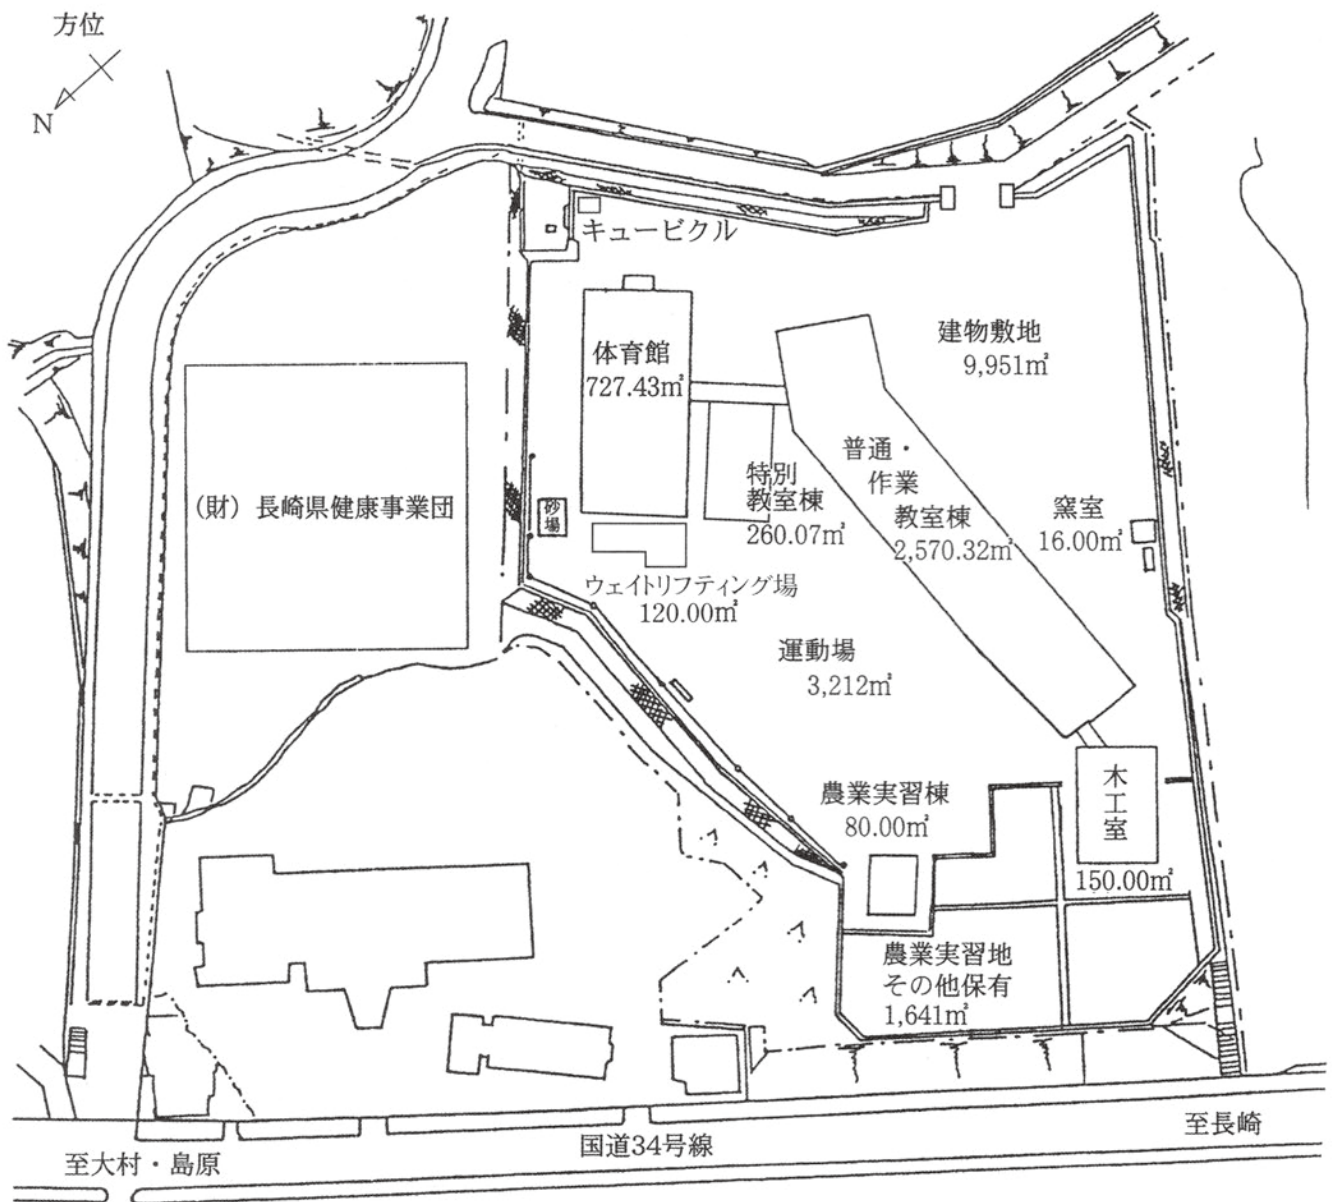 方位
N
キュービクル
体育館
727.43㎡
建物敷地
9,951㎡
普通・
作業
教室棟
2,570.32㎡
特別
教室棟
260.07㎡
窯室
16.00㎡
(財)長崎県健康事業団
砂場
ウェイトリフティング場
120.00㎡
運動場
3,212㎡
農業実習棟
80.00㎡
木工室
150.00㎡
農業実習地
その他保有
1,641㎡
国道34号線
至長崎
至大村・島原